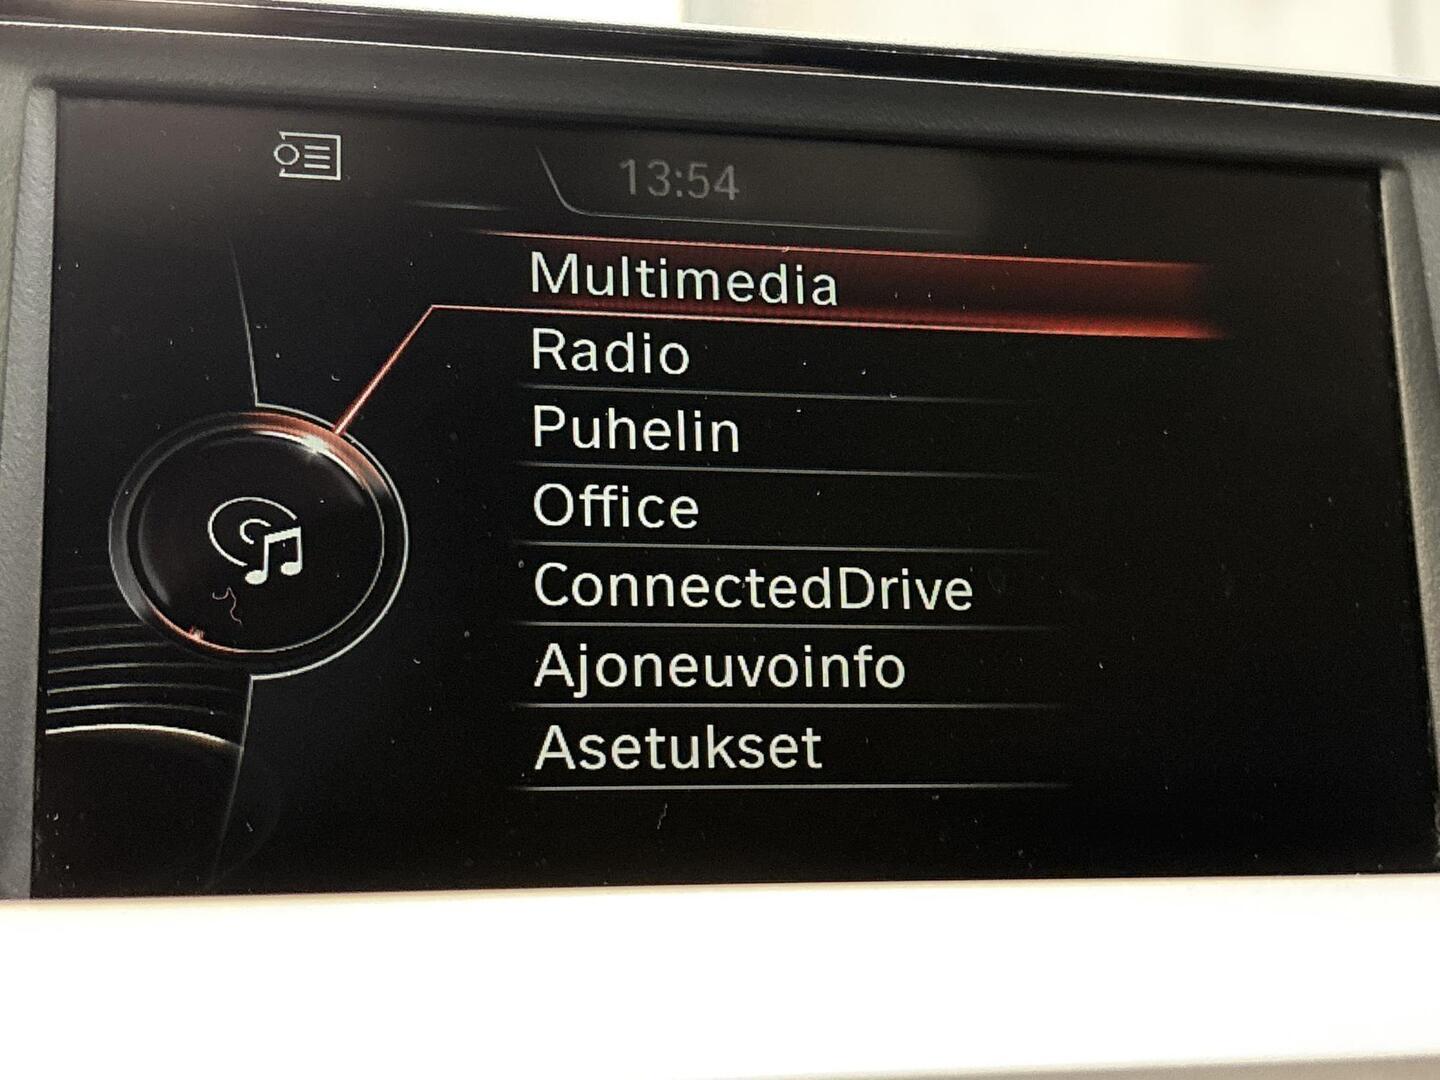 13:54
Multimedia
Radio
Puhelin
Office
ConnectedDrive
Ajoneuvoinfo
Asetukset